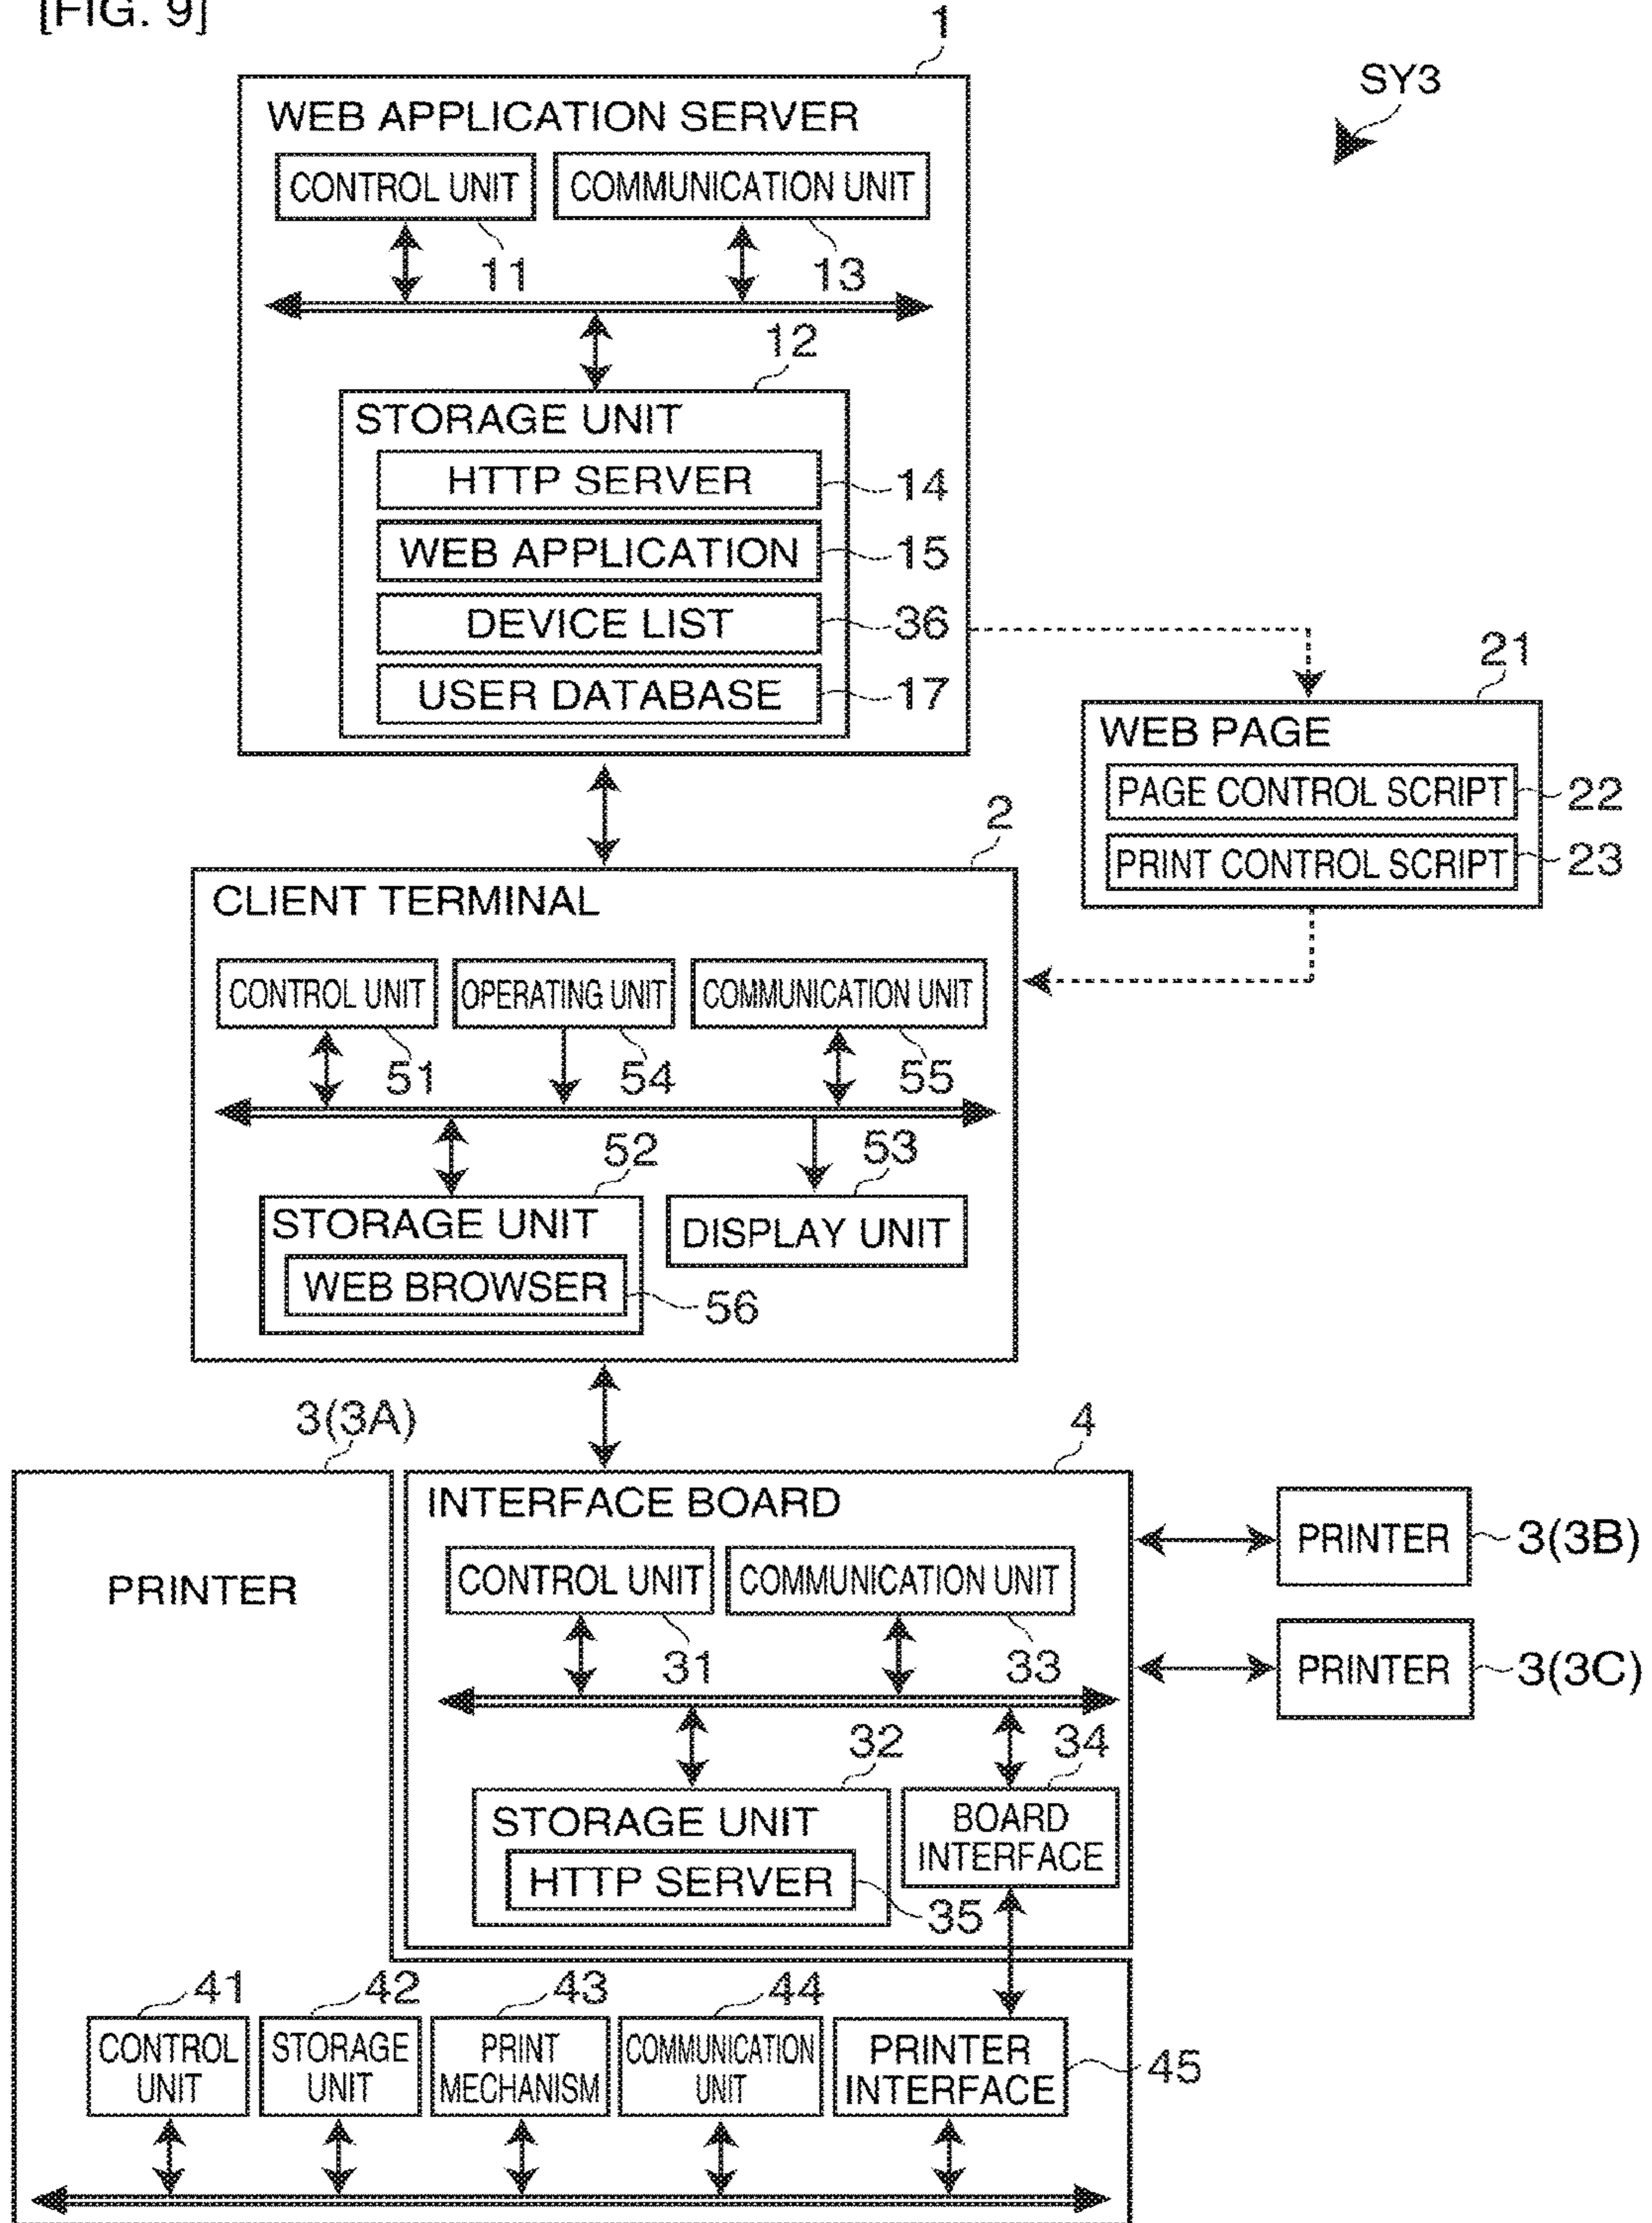 [FIG. 9]
1
SY3
WEB APPLICATION SERVER
CONTROL UNIT
COMMUNICATION UNIT
11
13
12
STORAGE UNIT
HTTP SERVER
14
WEB APPLICATION
15
DEVICE LIST
36
USER DATABASE
17
21
WEB PAGE
PAGE CONTROL SCRIPT
22
PRINT CONTROL SCRIPT
23
2
CLIENT TERMINAL
CONTROL UNIT
OPERATING UNIT
COMMUNICATION UNIT
51
54
55
52
53
STORAGE UNIT
WEB BROWSER
56
DISPLAY UNIT
3(3A)
4
PRINTER
INTERFACE BOARD
CONTROL UNIT
COMMUNICATION UNIT
31
33
PRINTER
3(3B)
PRINTER
3(3C)
32
34
STORAGE UNIT
HTTP SERVER
35
BOARD
INTERFACE
41
42
43
44
CONTROL
UNIT
STORAGE
UNIT
PRINT
MECHANISM
COMMUNICATION
UNIT
PRINTER
INTERFACE
45